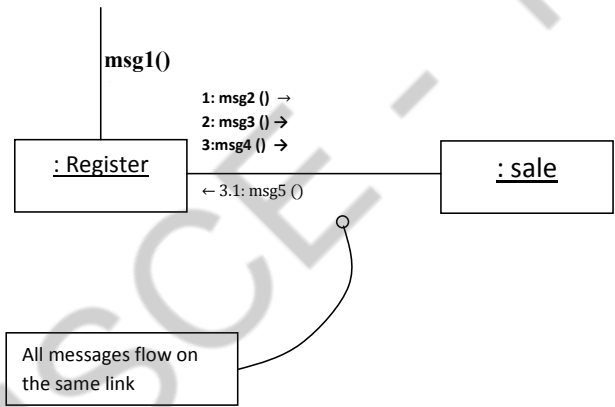 msg1()
1: msg2 () →
2: msg3 () →
3:msg4 () →
: Register
: sale
← 3.1: msg5 ()
All messages flow on
the same link